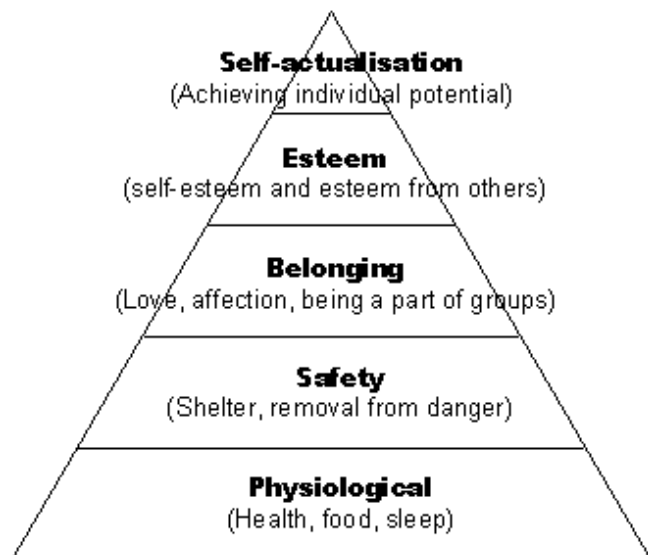 Self-actualisation
(Achieving individual potential)
Esteem
(self-esteem and esteem from others)
Belonging
(Love, affection, being a part of groups)
Safety
(Shelter, removal from danger)
Physiological
(Health, food, sleep)